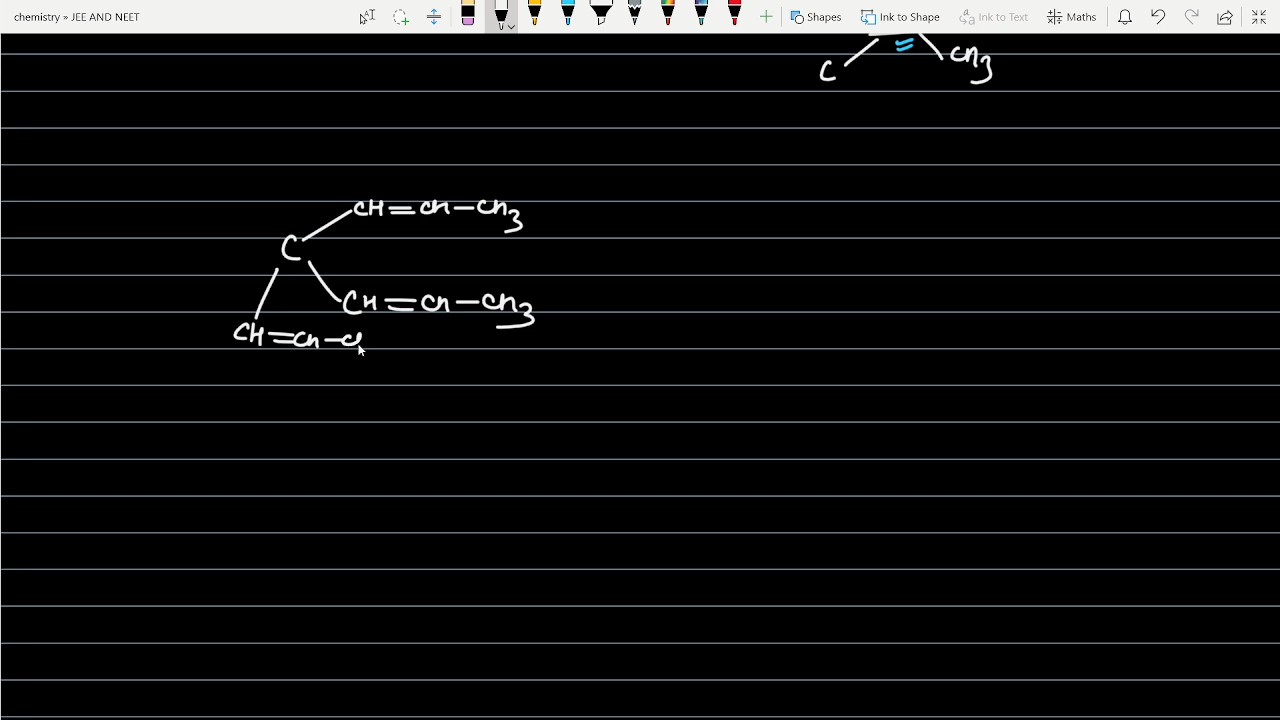 chemistry » JEE AND NEET
Shapes Ink to Shape Ink to Text Maths
C CH3
CH=CH-CH3
C
CH=CH-CH3
CH=CH-C